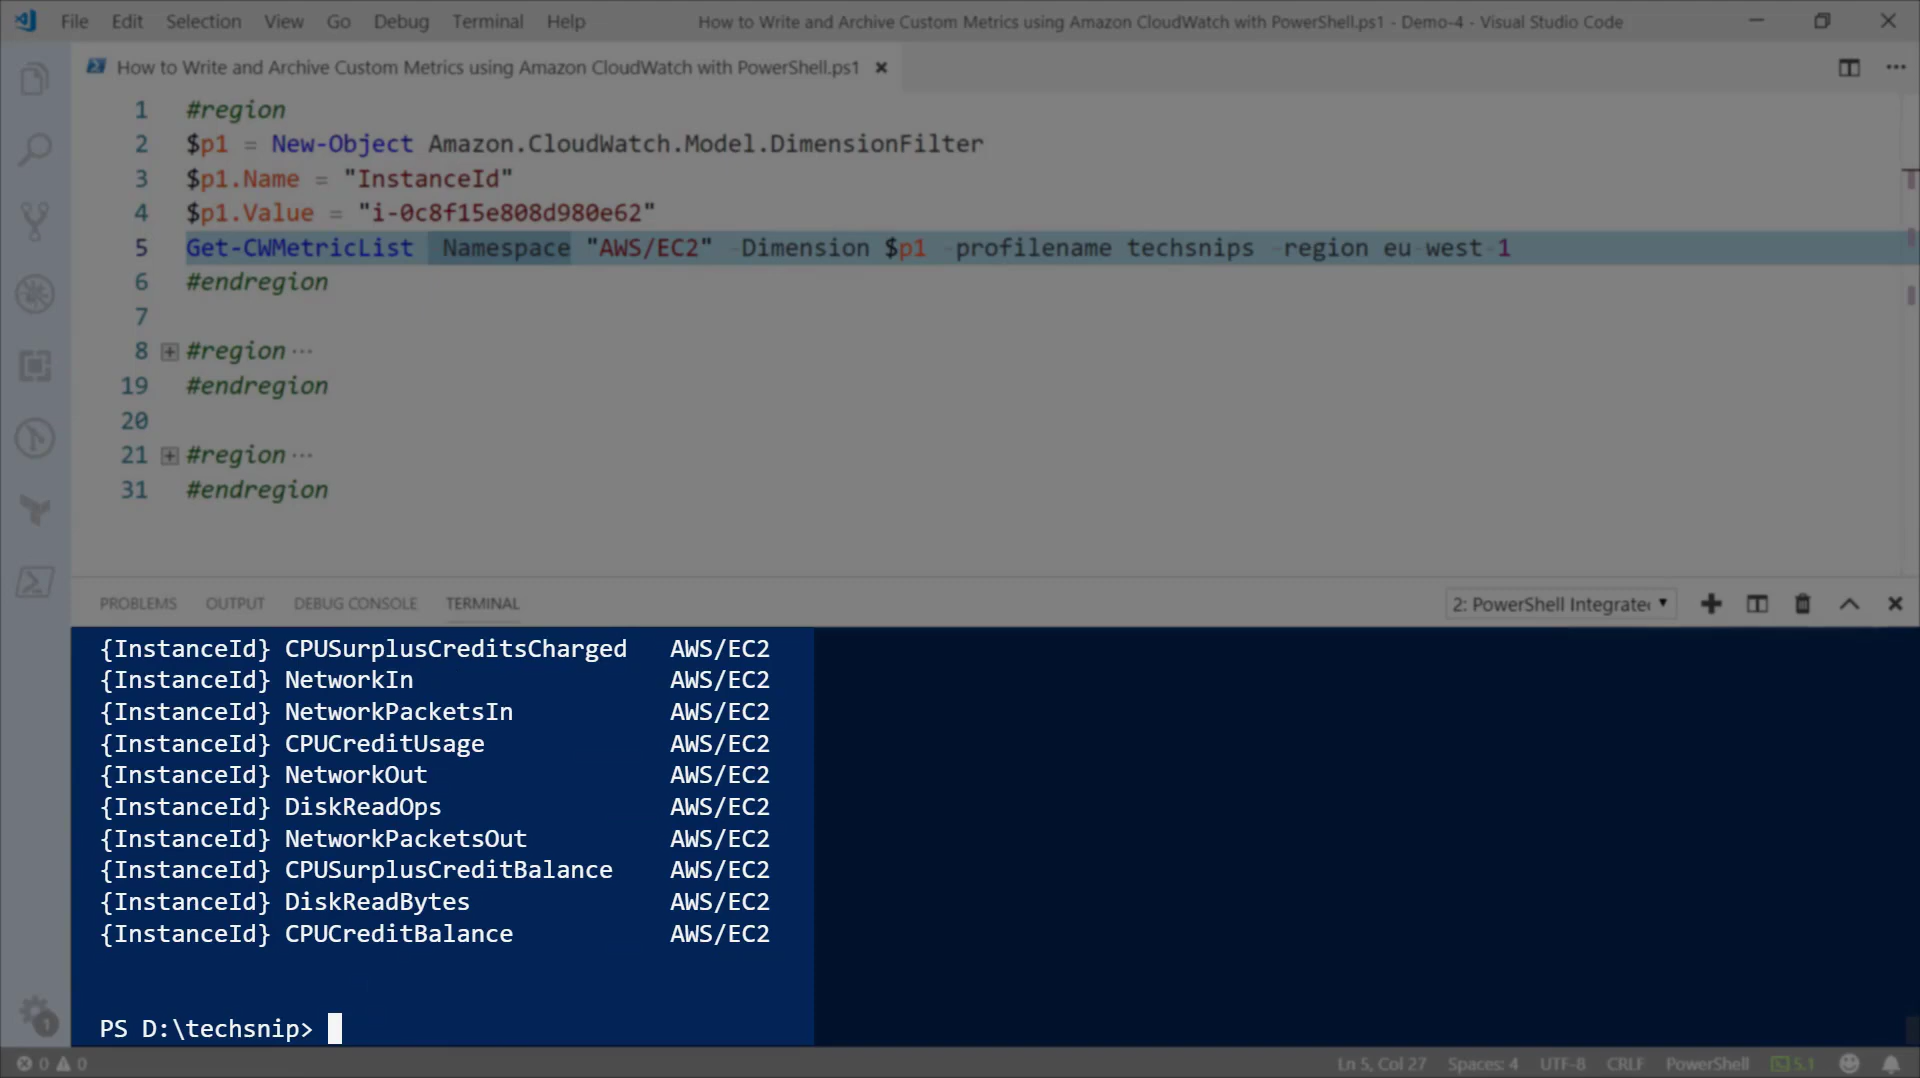 File Edit Selection View Go Debug Terminal Help How to Write and Archive Custom Metrics using Amazon CloudWatch with PowerShell.ps1 - Demo-4 - Visual Studio Code
How to Write and Archive Custom Metrics using Amazon CloudWatch with PowerShell.ps1
1 #region
2 $p1 = New-Object Amazon.CloudWatch.Model.DimensionFilter
3 $p1.Name = "InstanceId"
4 $p1.Value = "i-0c8f15e808d980e62"
5 Get-CWMetricList -Namespace "AWS/EC2" -Dimension $p1 -profilename techsnips -region eu-west-1
6 #endregion
7
8 #region ...
19 #endregion
20
21 #region ...
31 #endregion
PROBLEMS OUTPUT DEBUG CONSOLE TERMINAL 2: PowerShell Integrate
{InstanceId} CPUSurplusCreditsCharged AWS/EC2
{InstanceId} NetworkIn AWS/EC2
{InstanceId} NetworkPacketsIn AWS/EC2
{InstanceId} CPUCreditUsage AWS/EC2
{InstanceId} NetworkOut AWS/EC2
{InstanceId} DiskReadOps AWS/EC2
{InstanceId} NetworkPacketsOut AWS/EC2
{InstanceId} CPUSurplusCreditBalance AWS/EC2
{InstanceId} DiskReadBytes AWS/EC2
{InstanceId} CPUCreditBalance AWS/EC2
PS D:\techsnip>
1
0 0 Ln 5, Col 27 Spaces: 4 UTF-8 CRLF PowerShell 5.1